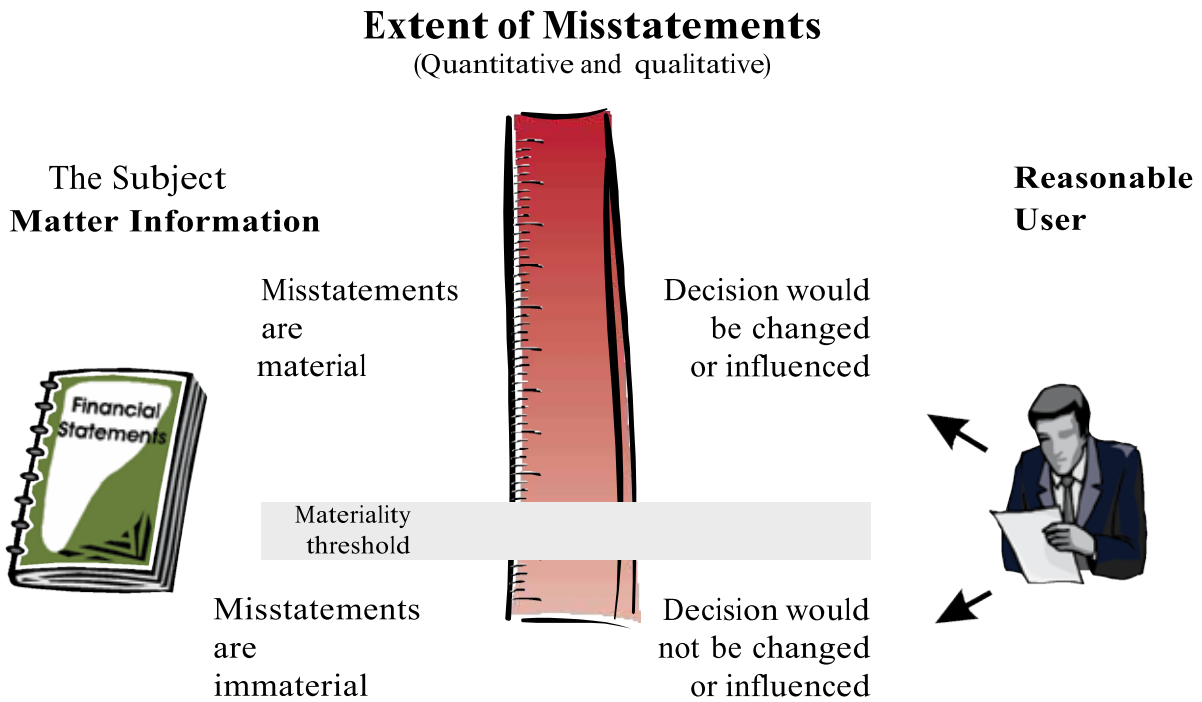 Extent of Misstatements
(Quantitative and qualitative)
The Subject
Matter Information
Reasonable
User
Misstatements
are
material
Decision would
be changed
or influenced
Financial
Statements
Materiality
threshold
Misstatements
are
immaterial
Decision would
not be changed
or influenced